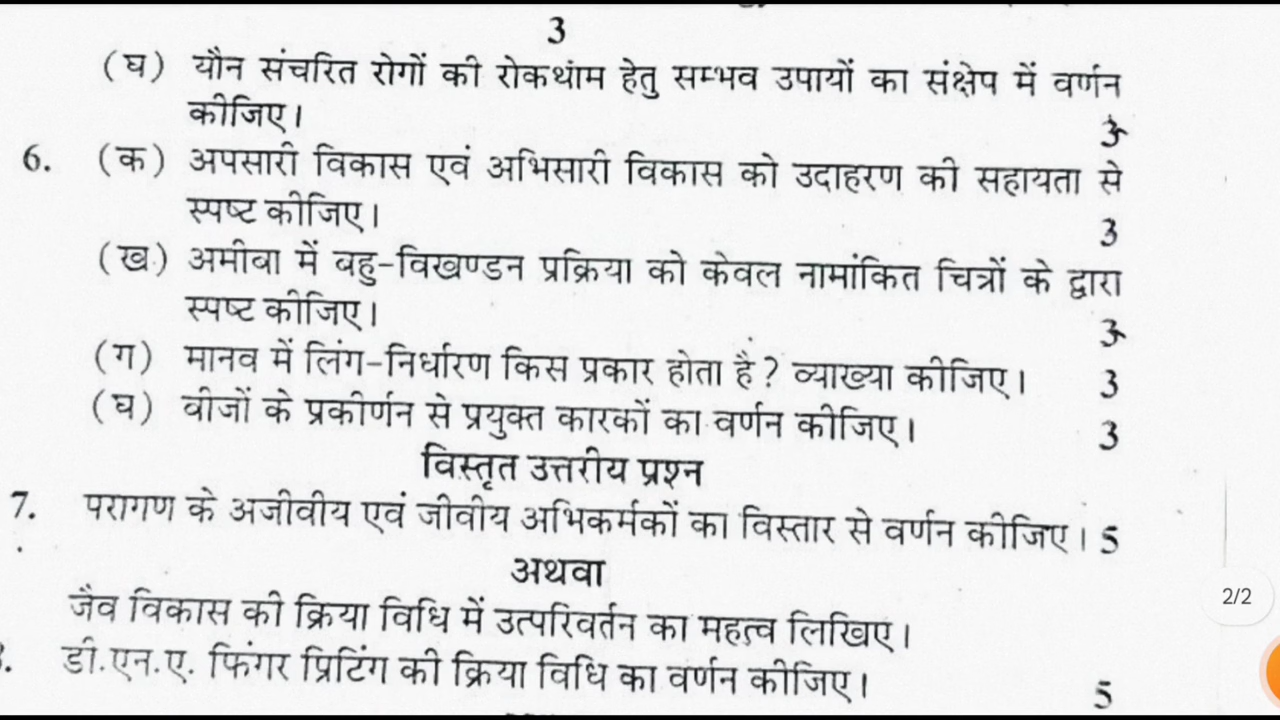 3
(घ) यौन संचरित रोगों की रोकथाम हेतु सम्भव उपायों का संक्षेप में वर्णन
कीजिए। 3
6. (क) अपसारी विकास एवं अभिसारी विकास को उदाहरण की सहायता से
स्पष्ट कीजिए। 3
(ख) अमीबा में बहु-विखण्डन प्रक्रिया को केवल नामांकित चित्रों के द्वारा
स्पष्ट कीजिए। 3
(ग) मानव में लिंग-निर्धारण किस प्रकार होता है? व्याख्या कीजिए। 3
(घ) बीजों के प्रकीर्णन से प्रयुक्त कारकों का वर्णन कीजिए। 3
विस्तृत उत्तरीय प्रश्न
7. परागण के अजीवीय एवं जीवीय अभिकर्मकों का विस्तार से वर्णन कीजिए। 5
अथवा
जैव विकास की क्रिया विधि में उत्परिवर्तन का महत्व लिखिए।
डी.एन.ए. फिंगर प्रिटिंग की क्रिया विधि का वर्णन कीजिए। 5
2/2